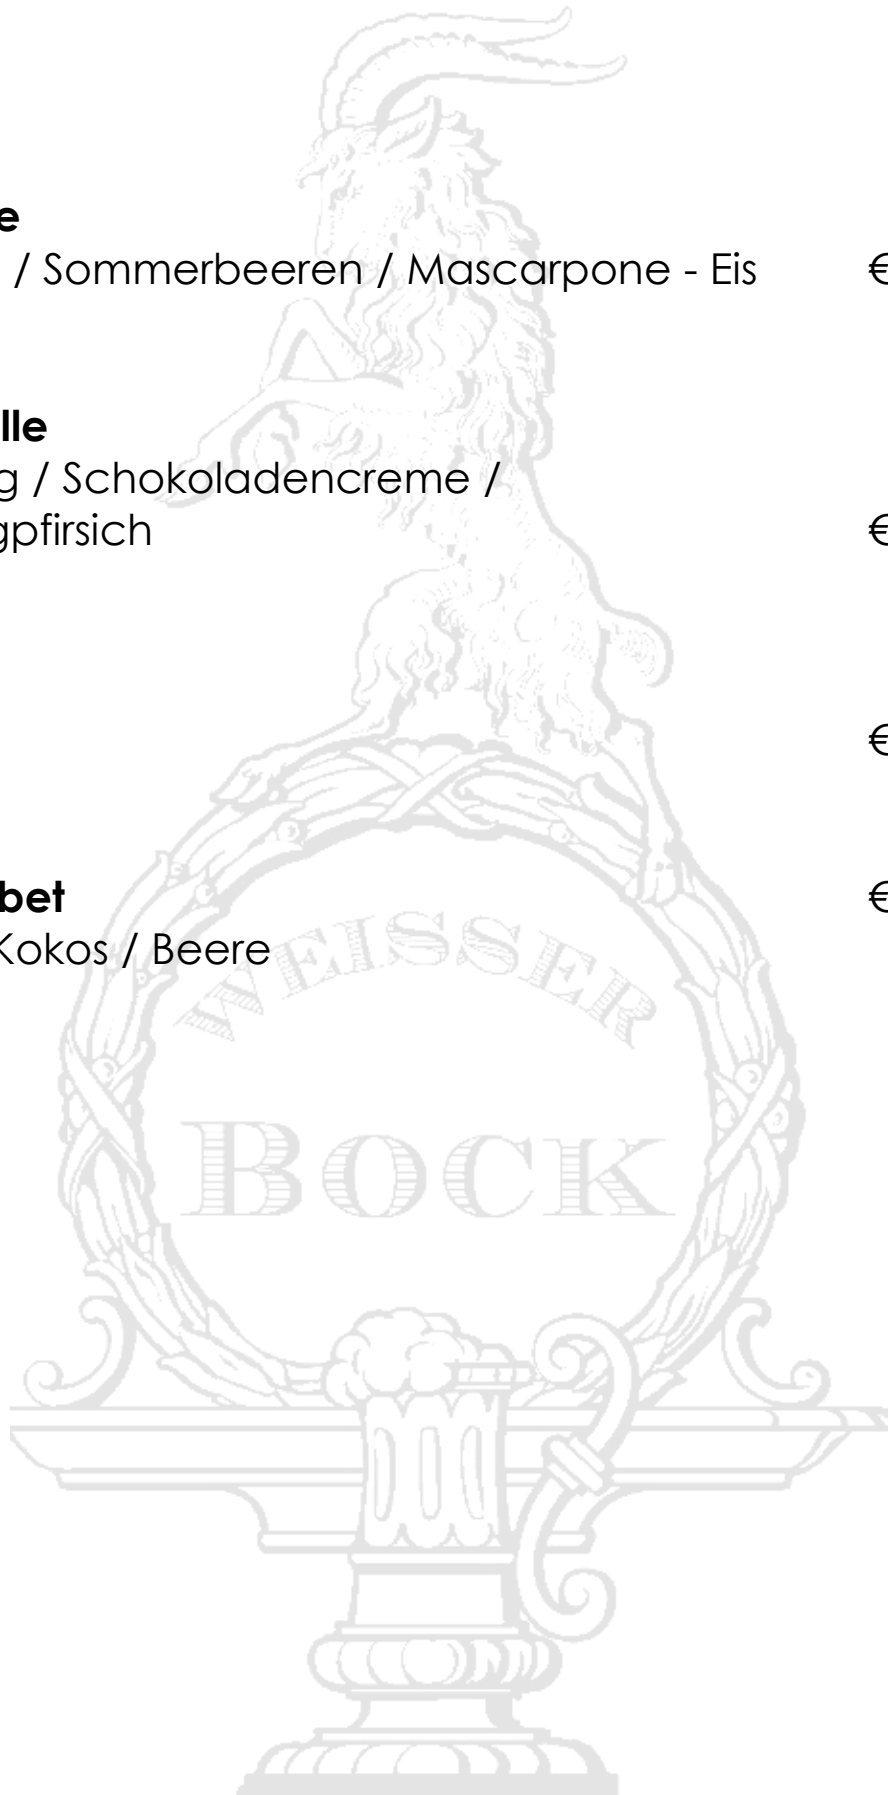 e
/ Sommerbeeren / Mascarpone - Eis €
lle
g / Schokoladencreme /
gpfirsich €
€
bet €
Kokos / Beere
WEISSER
BOCK